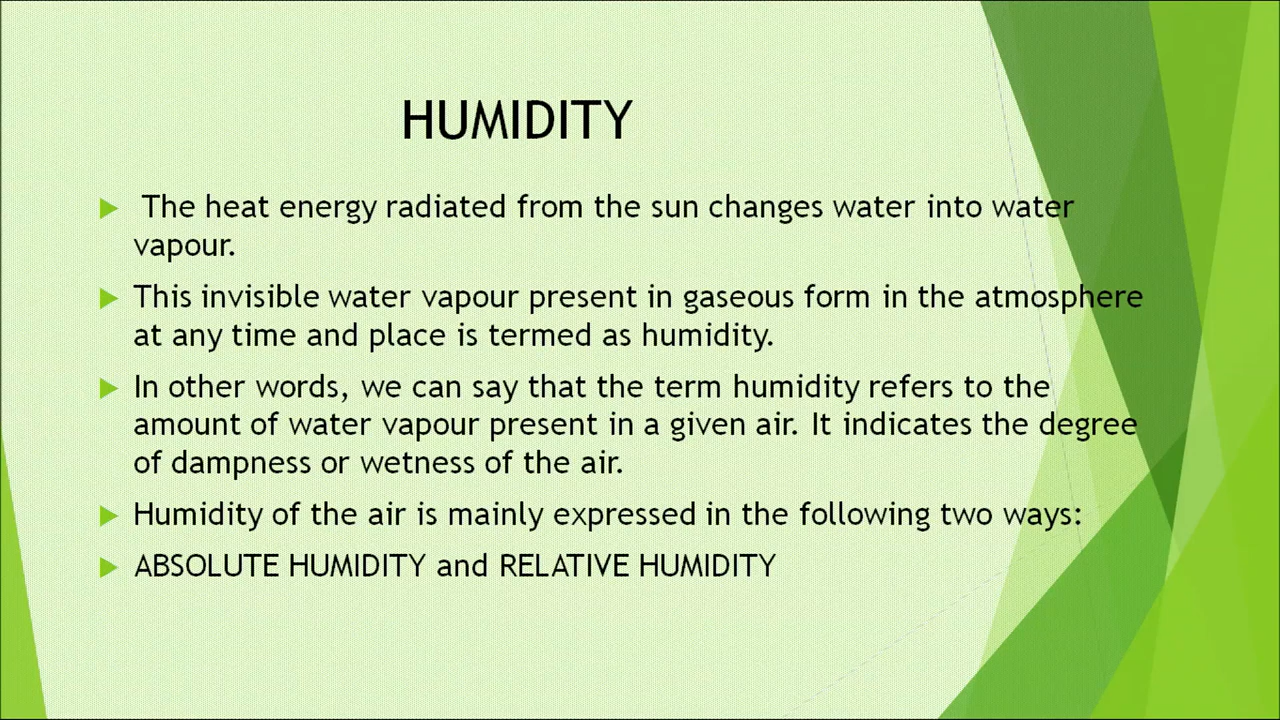 HUMIDITY
The heat energy radiated from the sun changes water into water
vapour.
This invisible water vapour present in gaseous form in the atmosphere
at any time and place is termed as humidity.
In other words, we can say that the term humidity refers to the
amount of water vapour present in a given air. It indicates the degree
of dampness or wetness of the air.
Humidity of the air is mainly expressed in the following two ways:
ABSOLUTE HUMIDITY and RELATIVE HUMIDITY